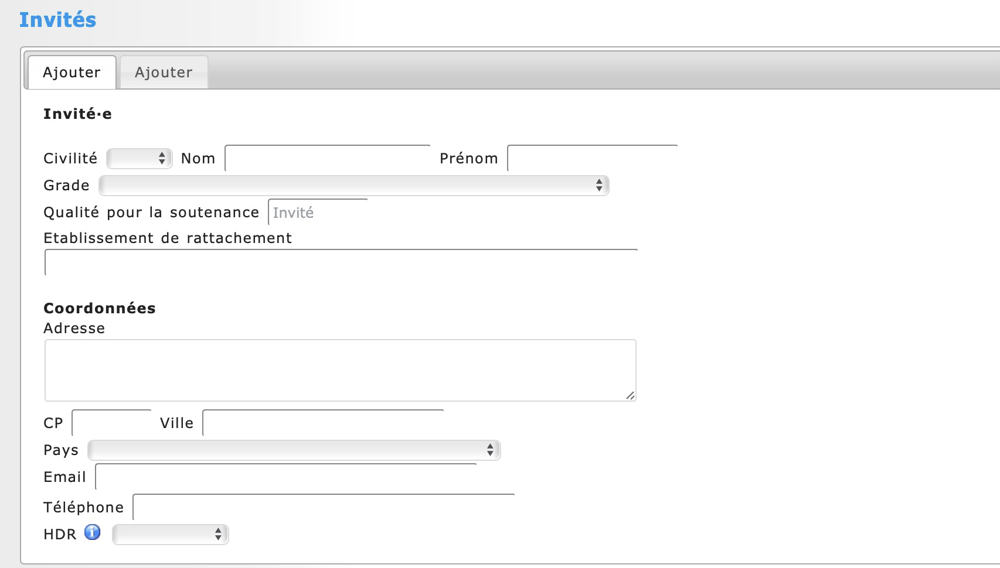 Invités
Ajouter Ajouter
Invité·e
Civilité Nom Prénom
Grade
Qualité pour la soutenance Invité
Etablissement de rattachement
Coordonnées
Adresse
CP Ville
Pays
Email
Téléphone
HDR i